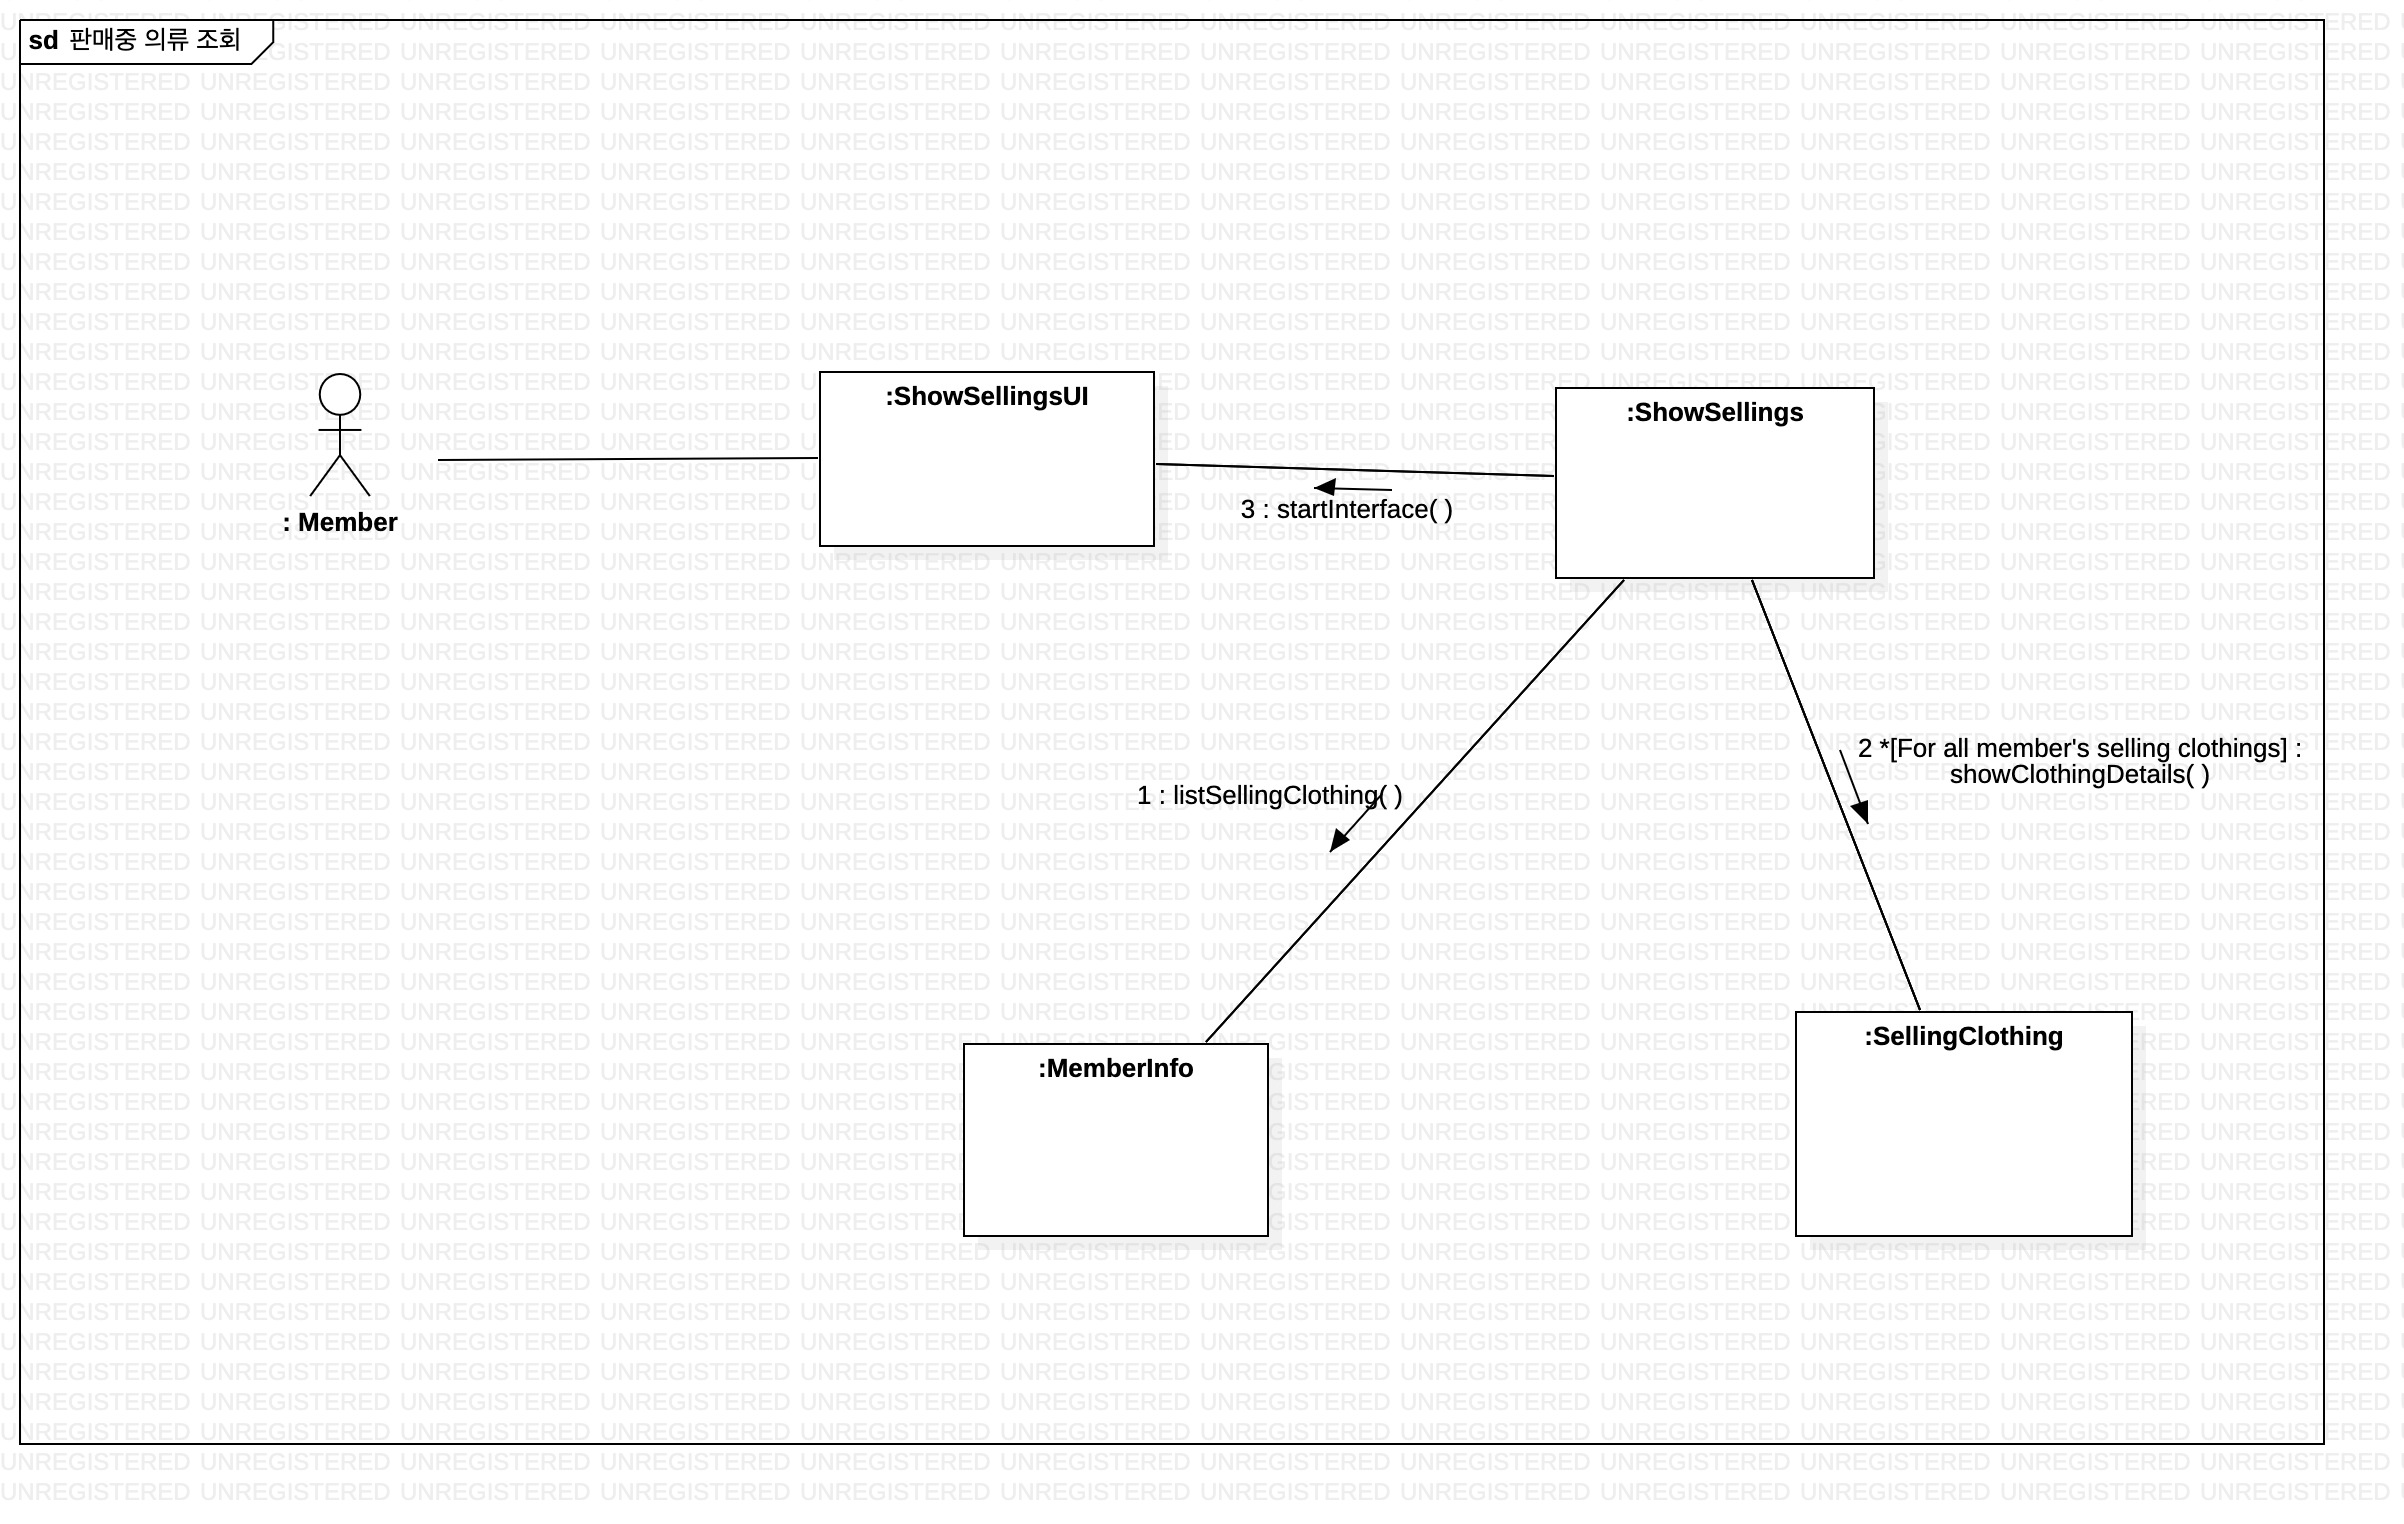 sd 판매중 의류 조회
:ShowSellingsUI
:ShowSellings
: Member
3 : startInterface( )
1 : listSellingClothing( )
2 *[For all member's selling clothings] :
showClothingDetails( )
:MemberInfo
:SellingClothing
UNREGISTERED